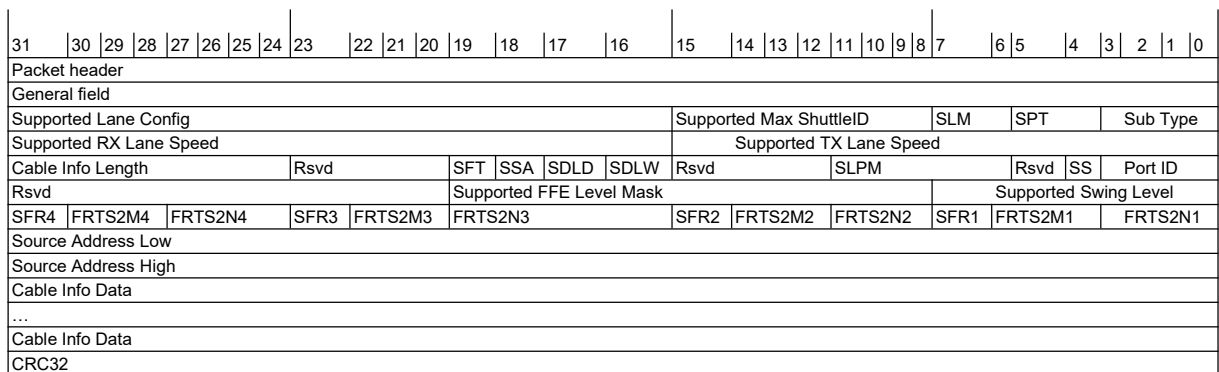 31 30 29 28 27 26 25 24 23 22 21 20 19 18 17 16 15 14 13 12 11 10 9 8 7 6 5 4 3 2 1 0
Packet header
General field
Supported Lane Config Supported Max ShuttleID SLM SPT Sub Type
Supported RX Lane Speed Supported TX Lane Speed
Cable Info Length Rsvd SFT SSA SDLD SDLW Rsvd SLPM Rsvd SS Port ID
Rsvd Supported FFE Level Mask Supported Swing Level
SFR4 FRTS2M4 FRTS2N4 SFR3 FRTS2M3 FRTS2N3 SFR2 FRTS2M2 FRTS2N2 SFR1 FRTS2M1 FRTS2N1
Source Address Low
Source Address High
Cable Info Data
…
Cable Info Data
CRC32